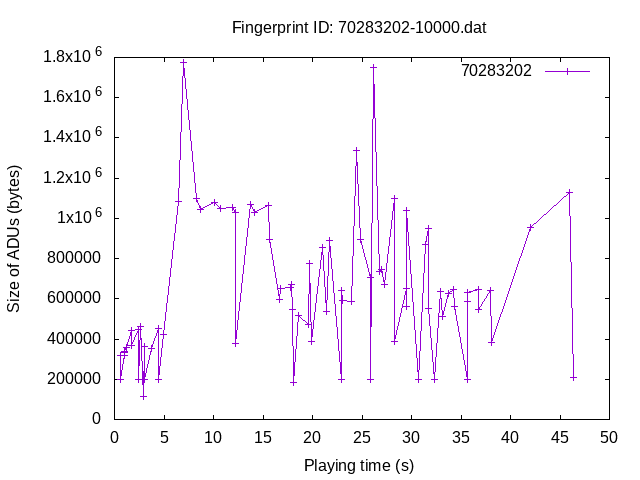 Fingerprint ID: 70283202-10000.dat
70283202
1.8x10^6
1.6x10^6
1.4x10^6
1.2x10^6
1x10^6
800000
600000
400000
200000
0
Size of ADUs (bytes)
0 5 10 15 20 25 30 35 40 45 50
Playing time (s)